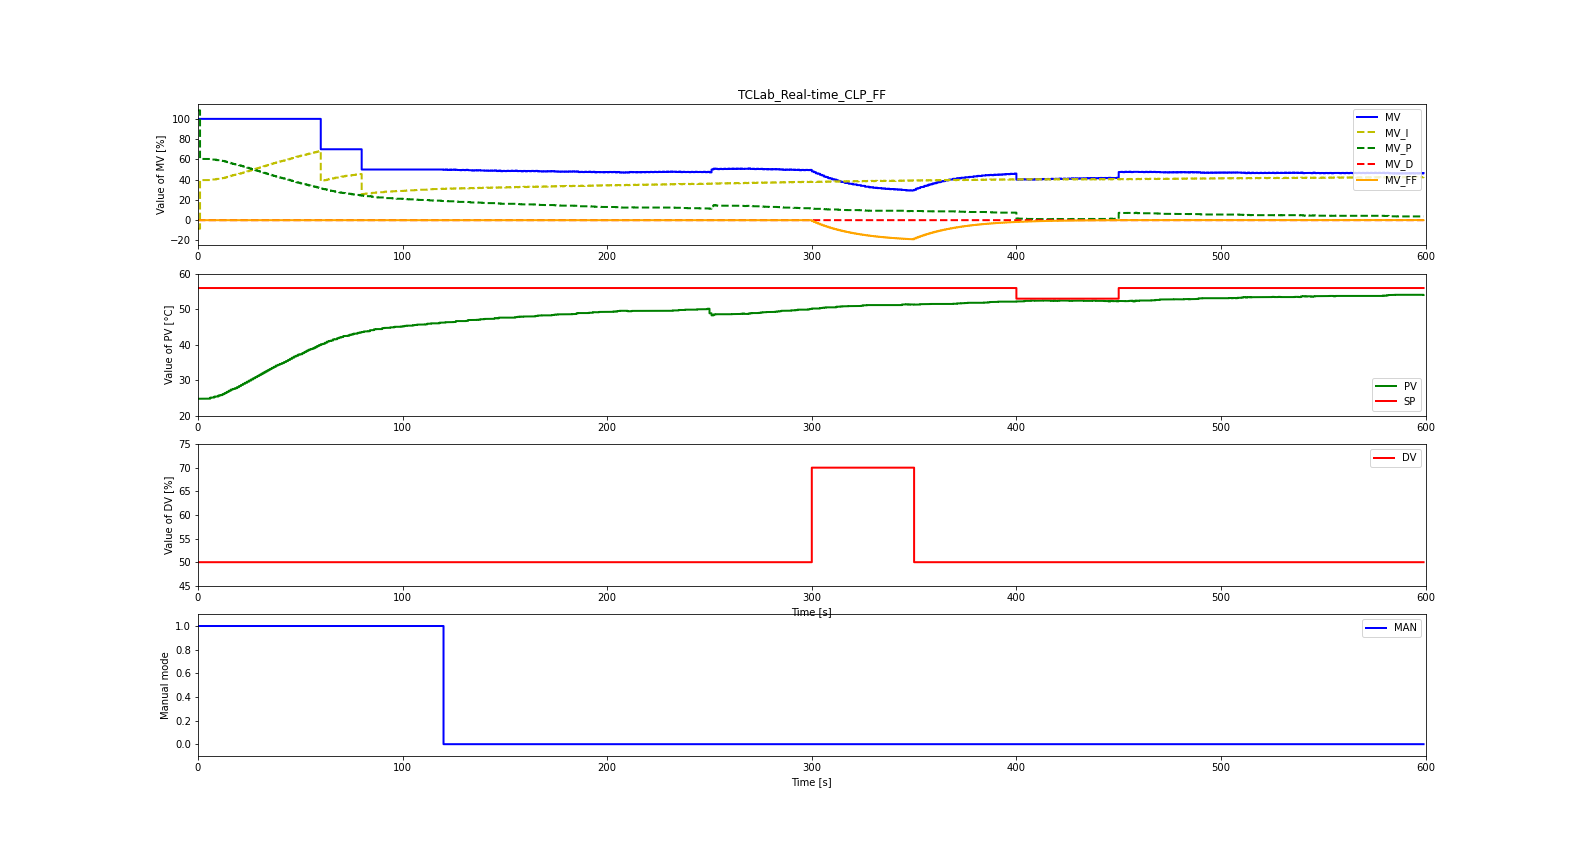 TCLab_Real-time_CLP_FF
Value of MV [%]
100
80
60
40
20
0
−20
MV
MV_I
MV_P
MV_D
MV_FF
0 100 200 300 400 500 600
Value of PV [°C]
60
50
40
30
20
PV
SP
0 100 200 300 400 500 600
Value of DV [%]
75
70
65
60
55
50
45
DV
0 100 200 300 400 500 600
Time [s]
Manual mode
1.0
0.8
0.6
0.4
0.2
0.0
MAN
0 100 200 300 400 500 600
Time [s]